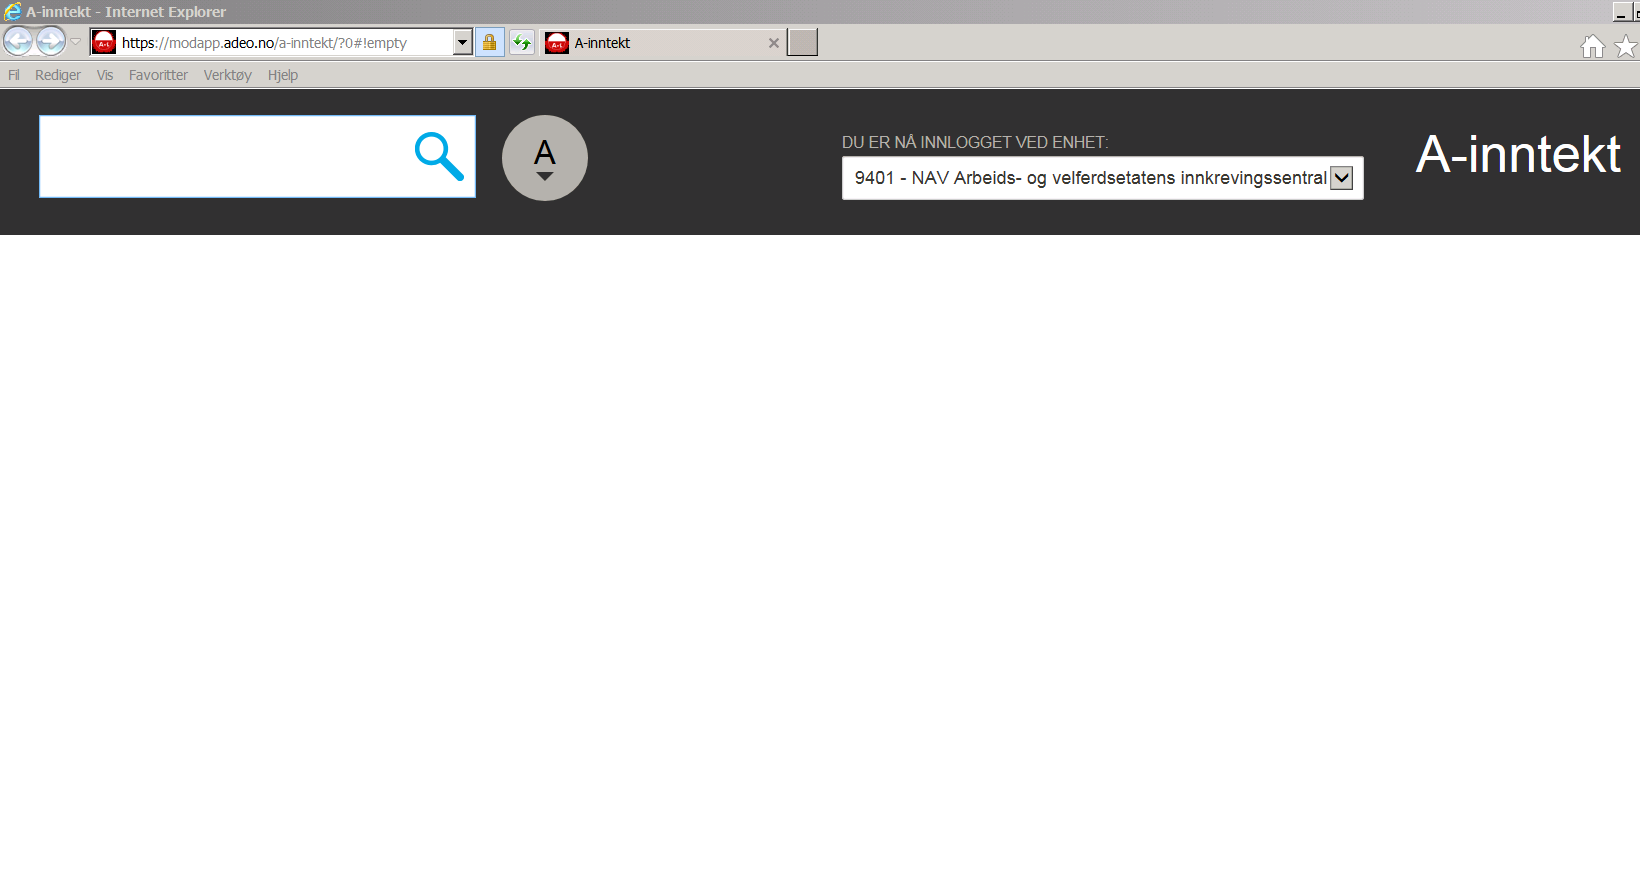 A-inntekt - Internet Explorer
https://modapp.adeo.no/a-inntekt/?0#!empty
A-inntekt
Fil Rediger Vis Favoritter Verktøy Hjelp
A
DU ER NÅ INNLOGGET VED ENHET:
9401 - NAV Arbeids- og velferdsetatens innkrevingssentral
A-inntekt